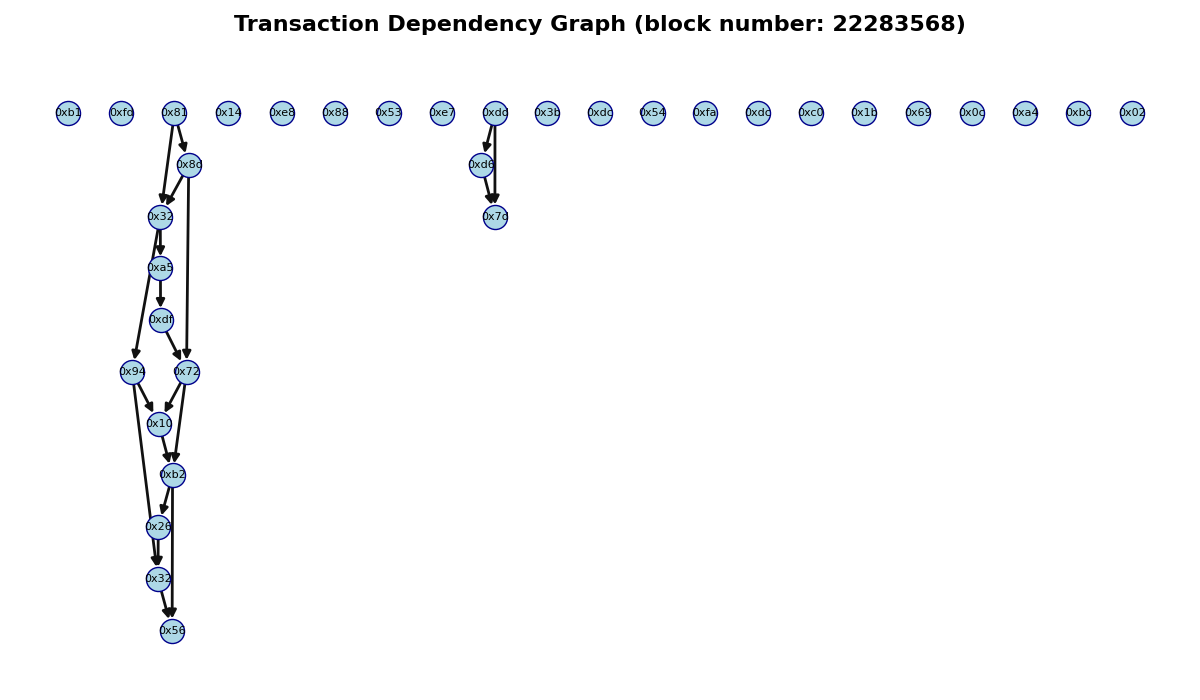 Transaction Dependency Graph (block number: 22283568)
0xb1 0xfd 0x81 0x14 0xe8 0x88 0x53 0xe7 0xdd 0x3b 0xdc 0x54 0xfa 0xdc 0xc0 0x1b 0x69 0x0c 0xa4 0xbc 0x02
0x8d 0xd6
0x32 0x7d
0xa5
0xdf
0x94 0x72
0x10
0xb2
0x26
0x32
0x56